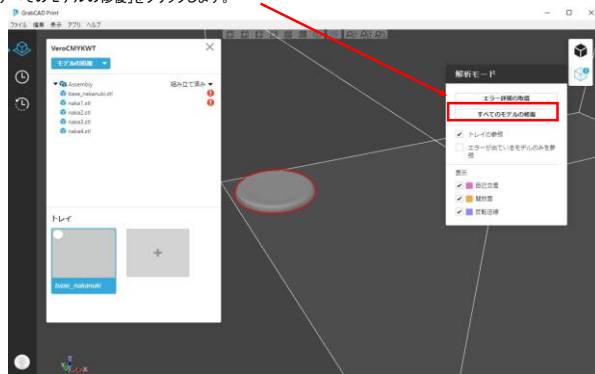 すべてのモデルの修復」をクリックします。
GrabCAD Print
ファイル 編集 表示 アプリ ヘルプ
VeroCMYKWT
モデルの追加
Assembly 組み立て済み
base_nakanuki.stl
naka1.stl
naka2.stl
naka3.stl
naka4.stl
トレイ
base_nakanuki
解析モード
エラー詳細の取得
すべてのモデルの修復
トレイの参照
エラーが出ているモデルのみを参照
表示
自己交差
開放面
反転法線